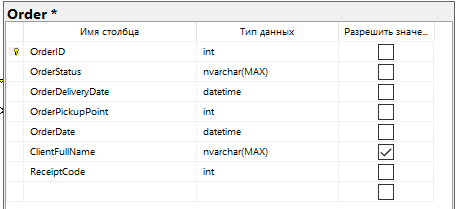 Order *
Имя столбца Тип данных Разрешить значе...
OrderID int
OrderStatus nvarchar(MAX)
OrderDeliveryDate datetime
OrderPickupPoint int
OrderDate datetime
ClientFullName nvarchar(MAX)
ReceiptCode int